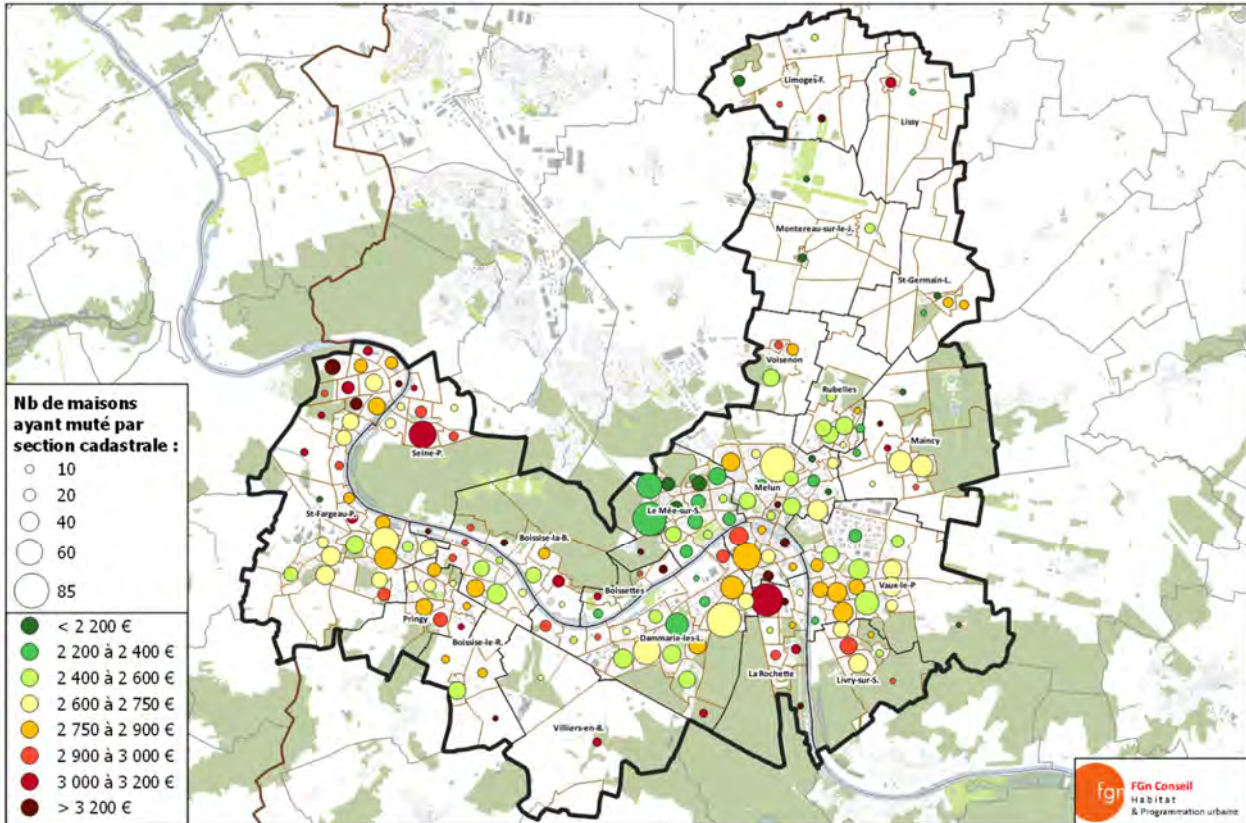 Limoges-F.
Lissy
Montereau-sur-le-J.
St-Germain-L.
Voisenon
Rubelles
Maincy
Seine-P.
Melun
Le Mée-sur-S.
St-Fargeau-P.
Boissise-la-B.
Boissettes
Vaux-le-P
Pringy
Dammarie-les-L.
Boissise-le-R.
La Rochette
Livry-sur-S.
Villiers-en-B.
Nb de maisons
ayant muté par
section cadastrale :
10
20
40
60
85
< 2 200 €
2 200 à 2 400 €
2 400 à 2 600 €
2 600 à 2 750 €
2 750 à 2 900 €
2 900 à 3 000 €
3 000 à 3 200 €
> 3 200 €
fgn
FGn Conseil
Habitat
& Programmation urbaine